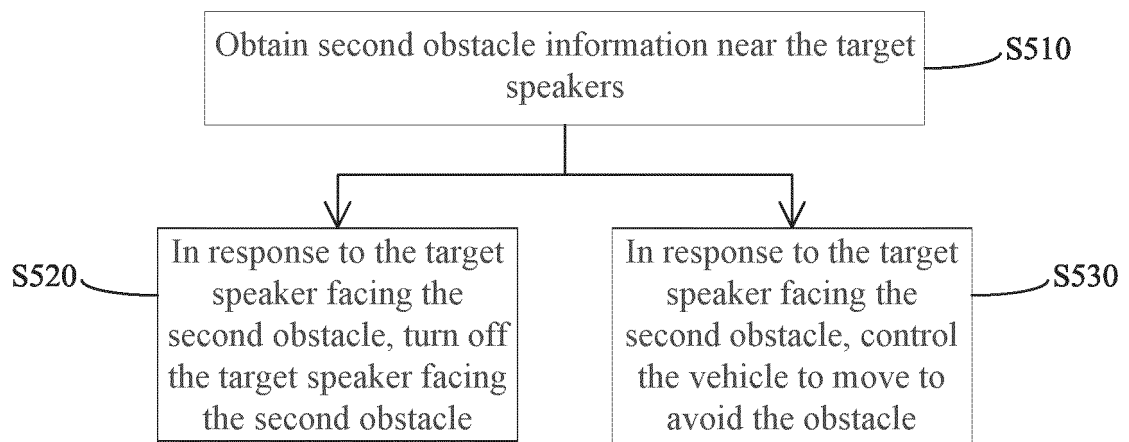 Obtain second obstacle information near the target
speakers
S510
In response to the target
speaker facing the
second obstacle, turn off
the target speaker facing
the second obstacle
S520
In response to the target
speaker facing the
second obstacle, control
the vehicle to move to
avoid the obstacle
S530